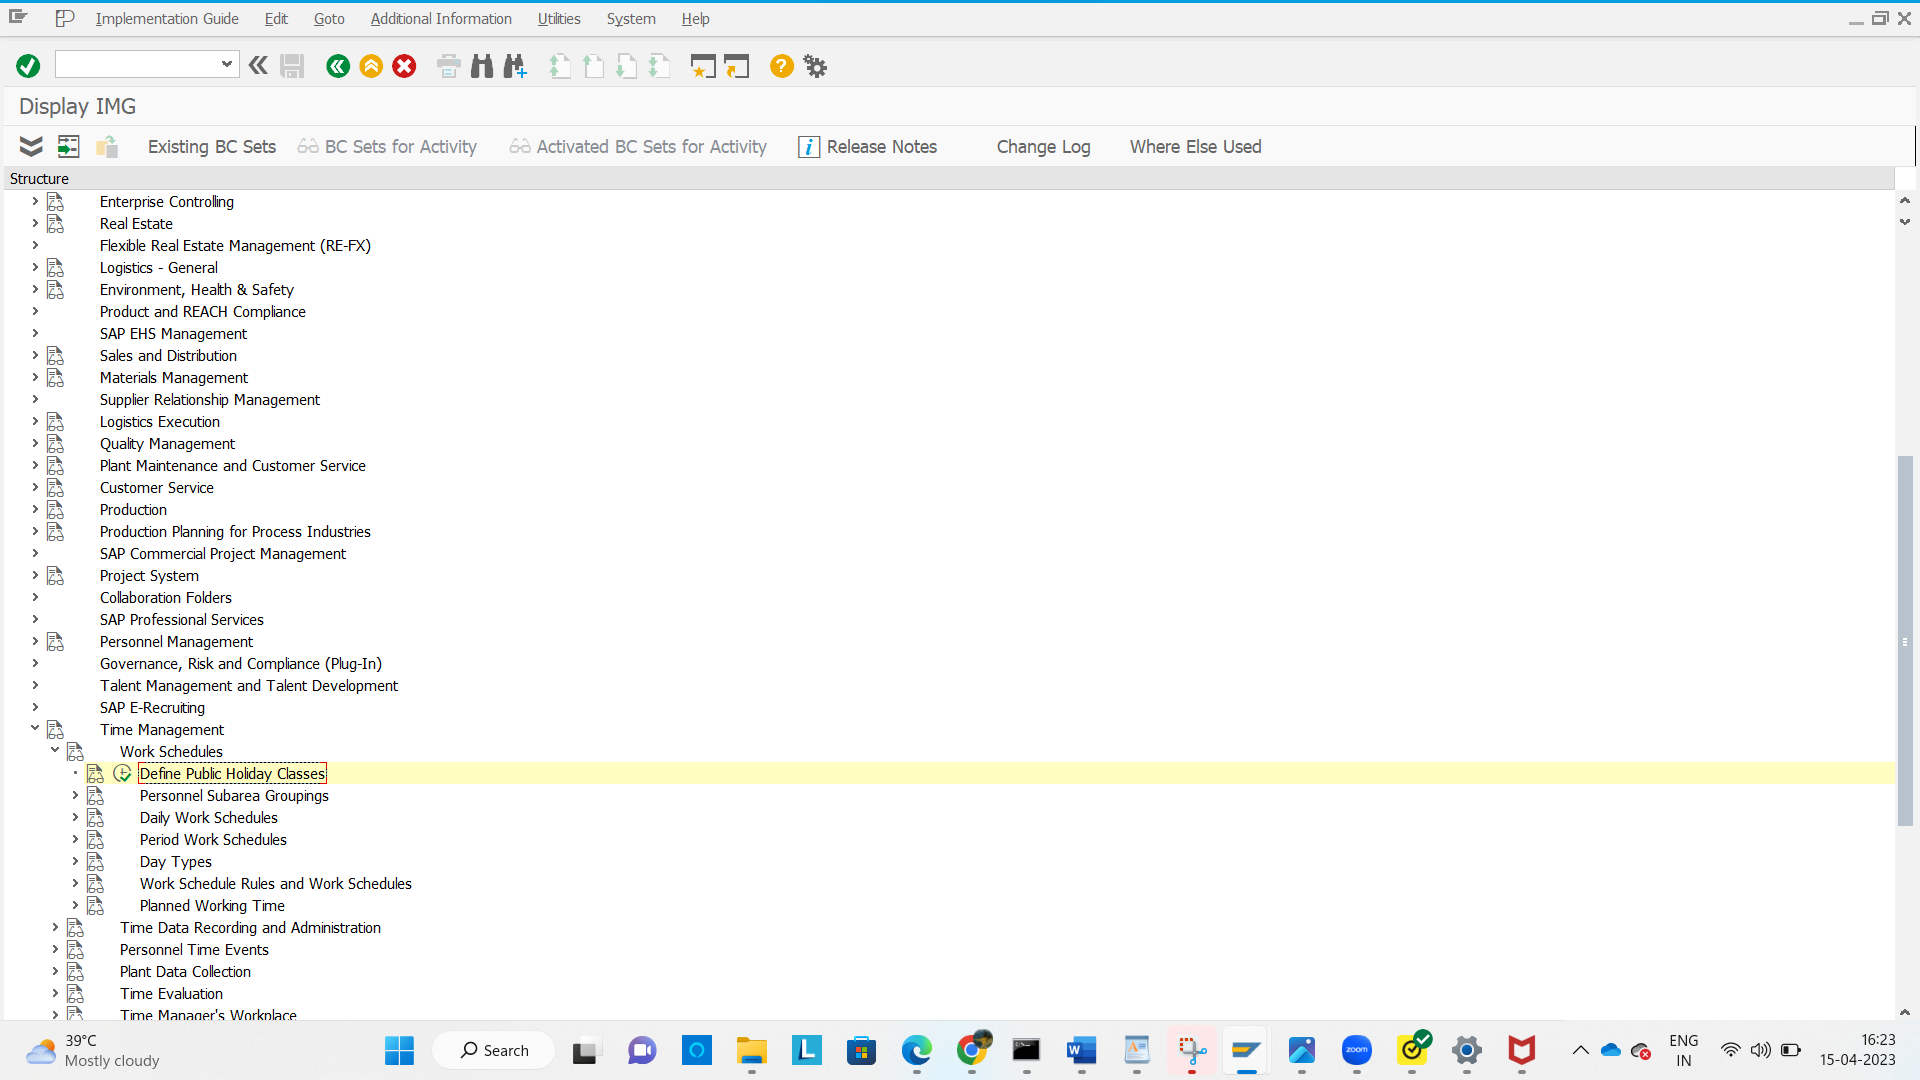 Implementation Guide Edit Goto Additional Information Utilities System Help
Display IMG
Existing BC Sets BC Sets for Activity Activated BC Sets for Activity Release Notes Change Log Where Else Used
Structure
Enterprise Controlling
Real Estate
Flexible Real Estate Management (RE-FX)
Logistics - General
Environment, Health & Safety
Product and REACH Compliance
SAP EHS Management
Sales and Distribution
Materials Management
Supplier Relationship Management
Logistics Execution
Quality Management
Plant Maintenance and Customer Service
Customer Service
Production
Production Planning for Process Industries
SAP Commercial Project Management
Project System
Collaboration Folders
SAP Professional Services
Personnel Management
Governance, Risk and Compliance (Plug-In)
Talent Management and Talent Development
SAP E-Recruiting
Time Management
Work Schedules
Define Public Holiday Classes
Personnel Subarea Groupings
Daily Work Schedules
Period Work Schedules
Day Types
Work Schedule Rules and Work Schedules
Planned Working Time
Time Data Recording and Administration
Personnel Time Events
Plant Data Collection
Time Evaluation
Time Manager's Workplace
39°C
Mostly cloudy
Search
zoom
ENG
IN
16:23
15-04-2023